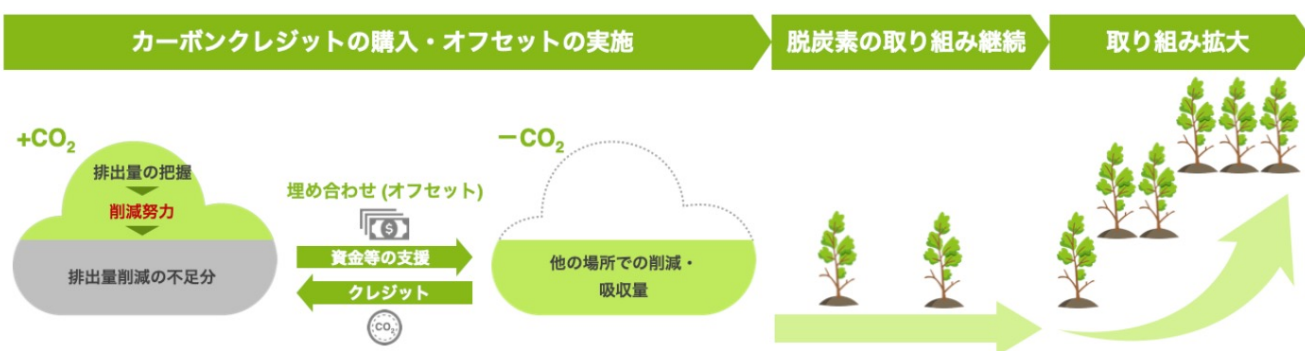 カーボンクレジットの購入・オフセットの実施
脱炭素の取り組み継続
取り組み拡大
+CO₂
排出量の把握
削減努力
排出量削減の不足分
埋め合わせ (オフセット)
$
資金等の支援
クレジット
CO₂
－CO₂
他の場所での削減・
吸収量